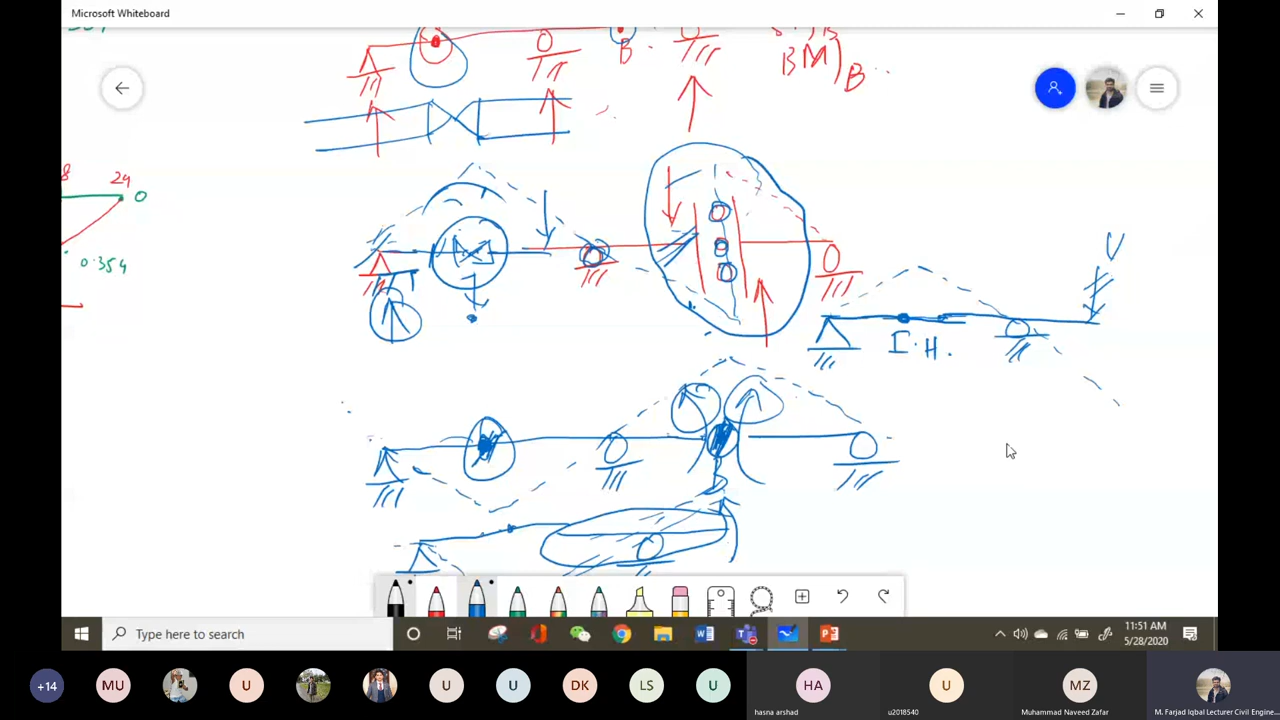 Microsoft Whiteboard
B.
BM)B
8
24
0
0.354
U
I.H.
Type here to search
11:51 AM
5/28/2020
+14
MU
U
U
U
DK
LS
U
HA
hasna arshad
U
u2018540
MZ
Muhammad Naveed Zafar
M. Farjad Iqbal Lecturer Civil Engine...